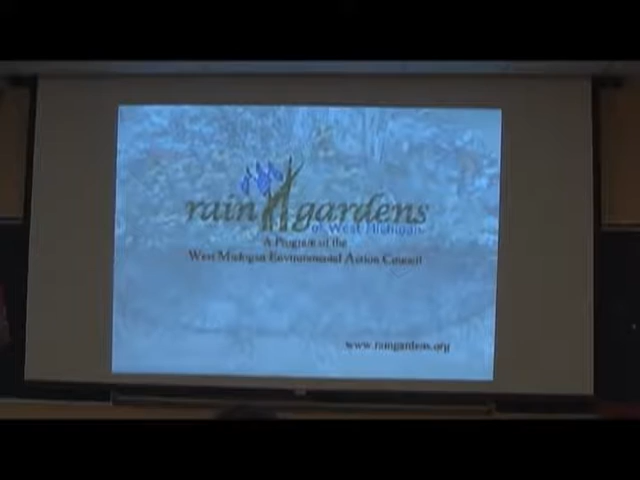 rain gardens
of West Michigan
A Program of the
West Michigan Environmental Action Council
www.raingardens.org